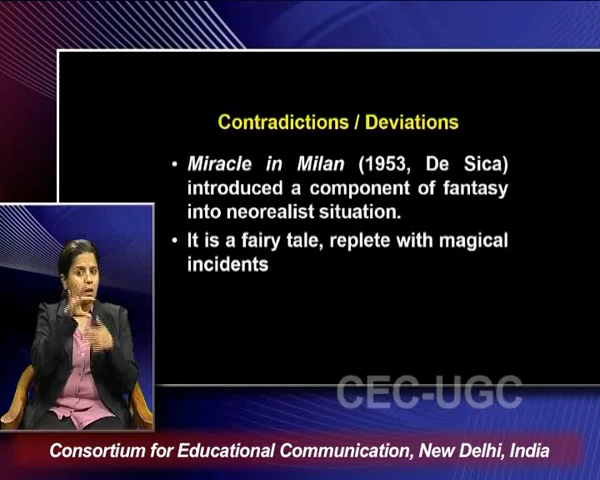 Contradictions / Deviations
• Miracle in Milan (1953, De Sica)
introduced a component of fantasy
into neorealist situation.
• It is a fairy tale, replete with magical
incidents
CEC-UGC
Consortium for Educational Communication, New Delhi, India